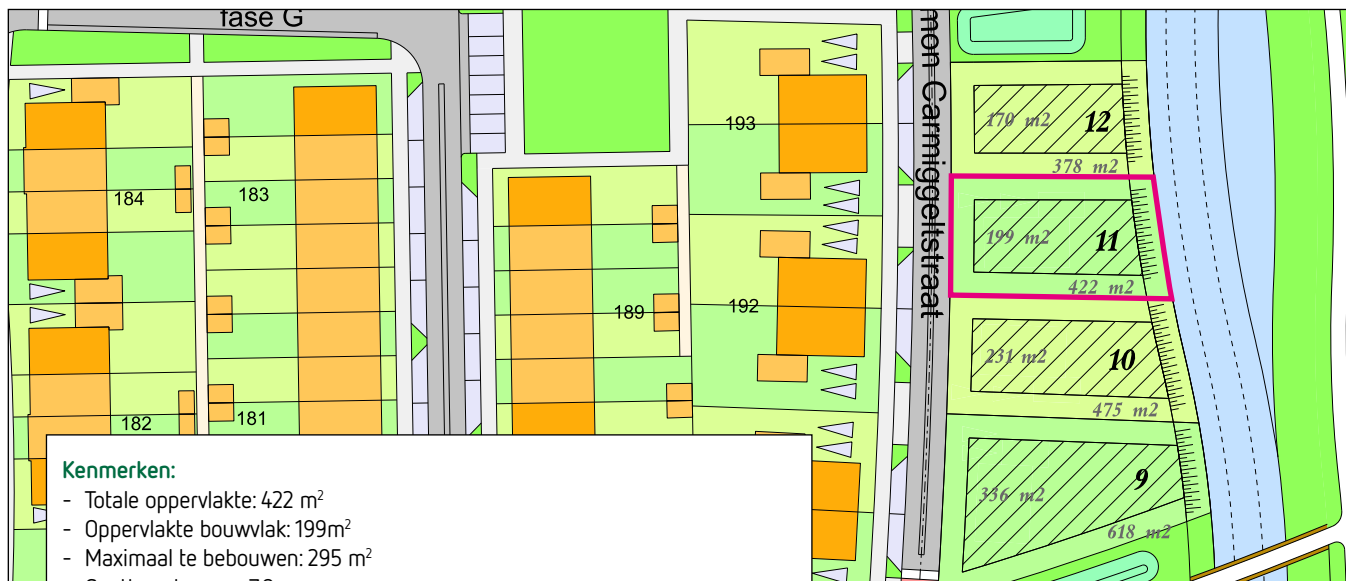 fase G
mon Carmiggeltstraat
193
170 m2
12
378 m2
184
183
199 m2
11
422 m2
189
192
231 m2
10
475 m2
182
181
336 m2
9
618 m2
Kenmerken:
- Totale oppervlakte: 422 m²
- Oppervlakte bouwvlak: 199m²
- Maximaal te bebouwen: 295 m²